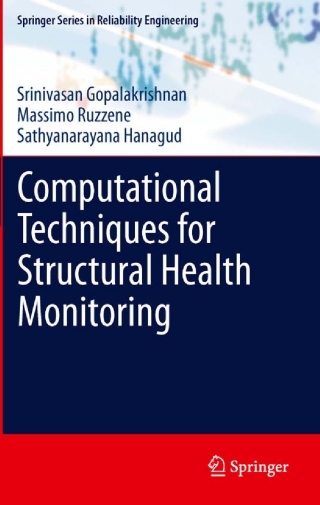 Springer Series in Reliability Engineering
Srinivasan Gopalakrishnan
Massimo Ruzzene
Sathyanarayana Hanagud
Computational
Techniques for
Structural Health
Monitoring
Springer